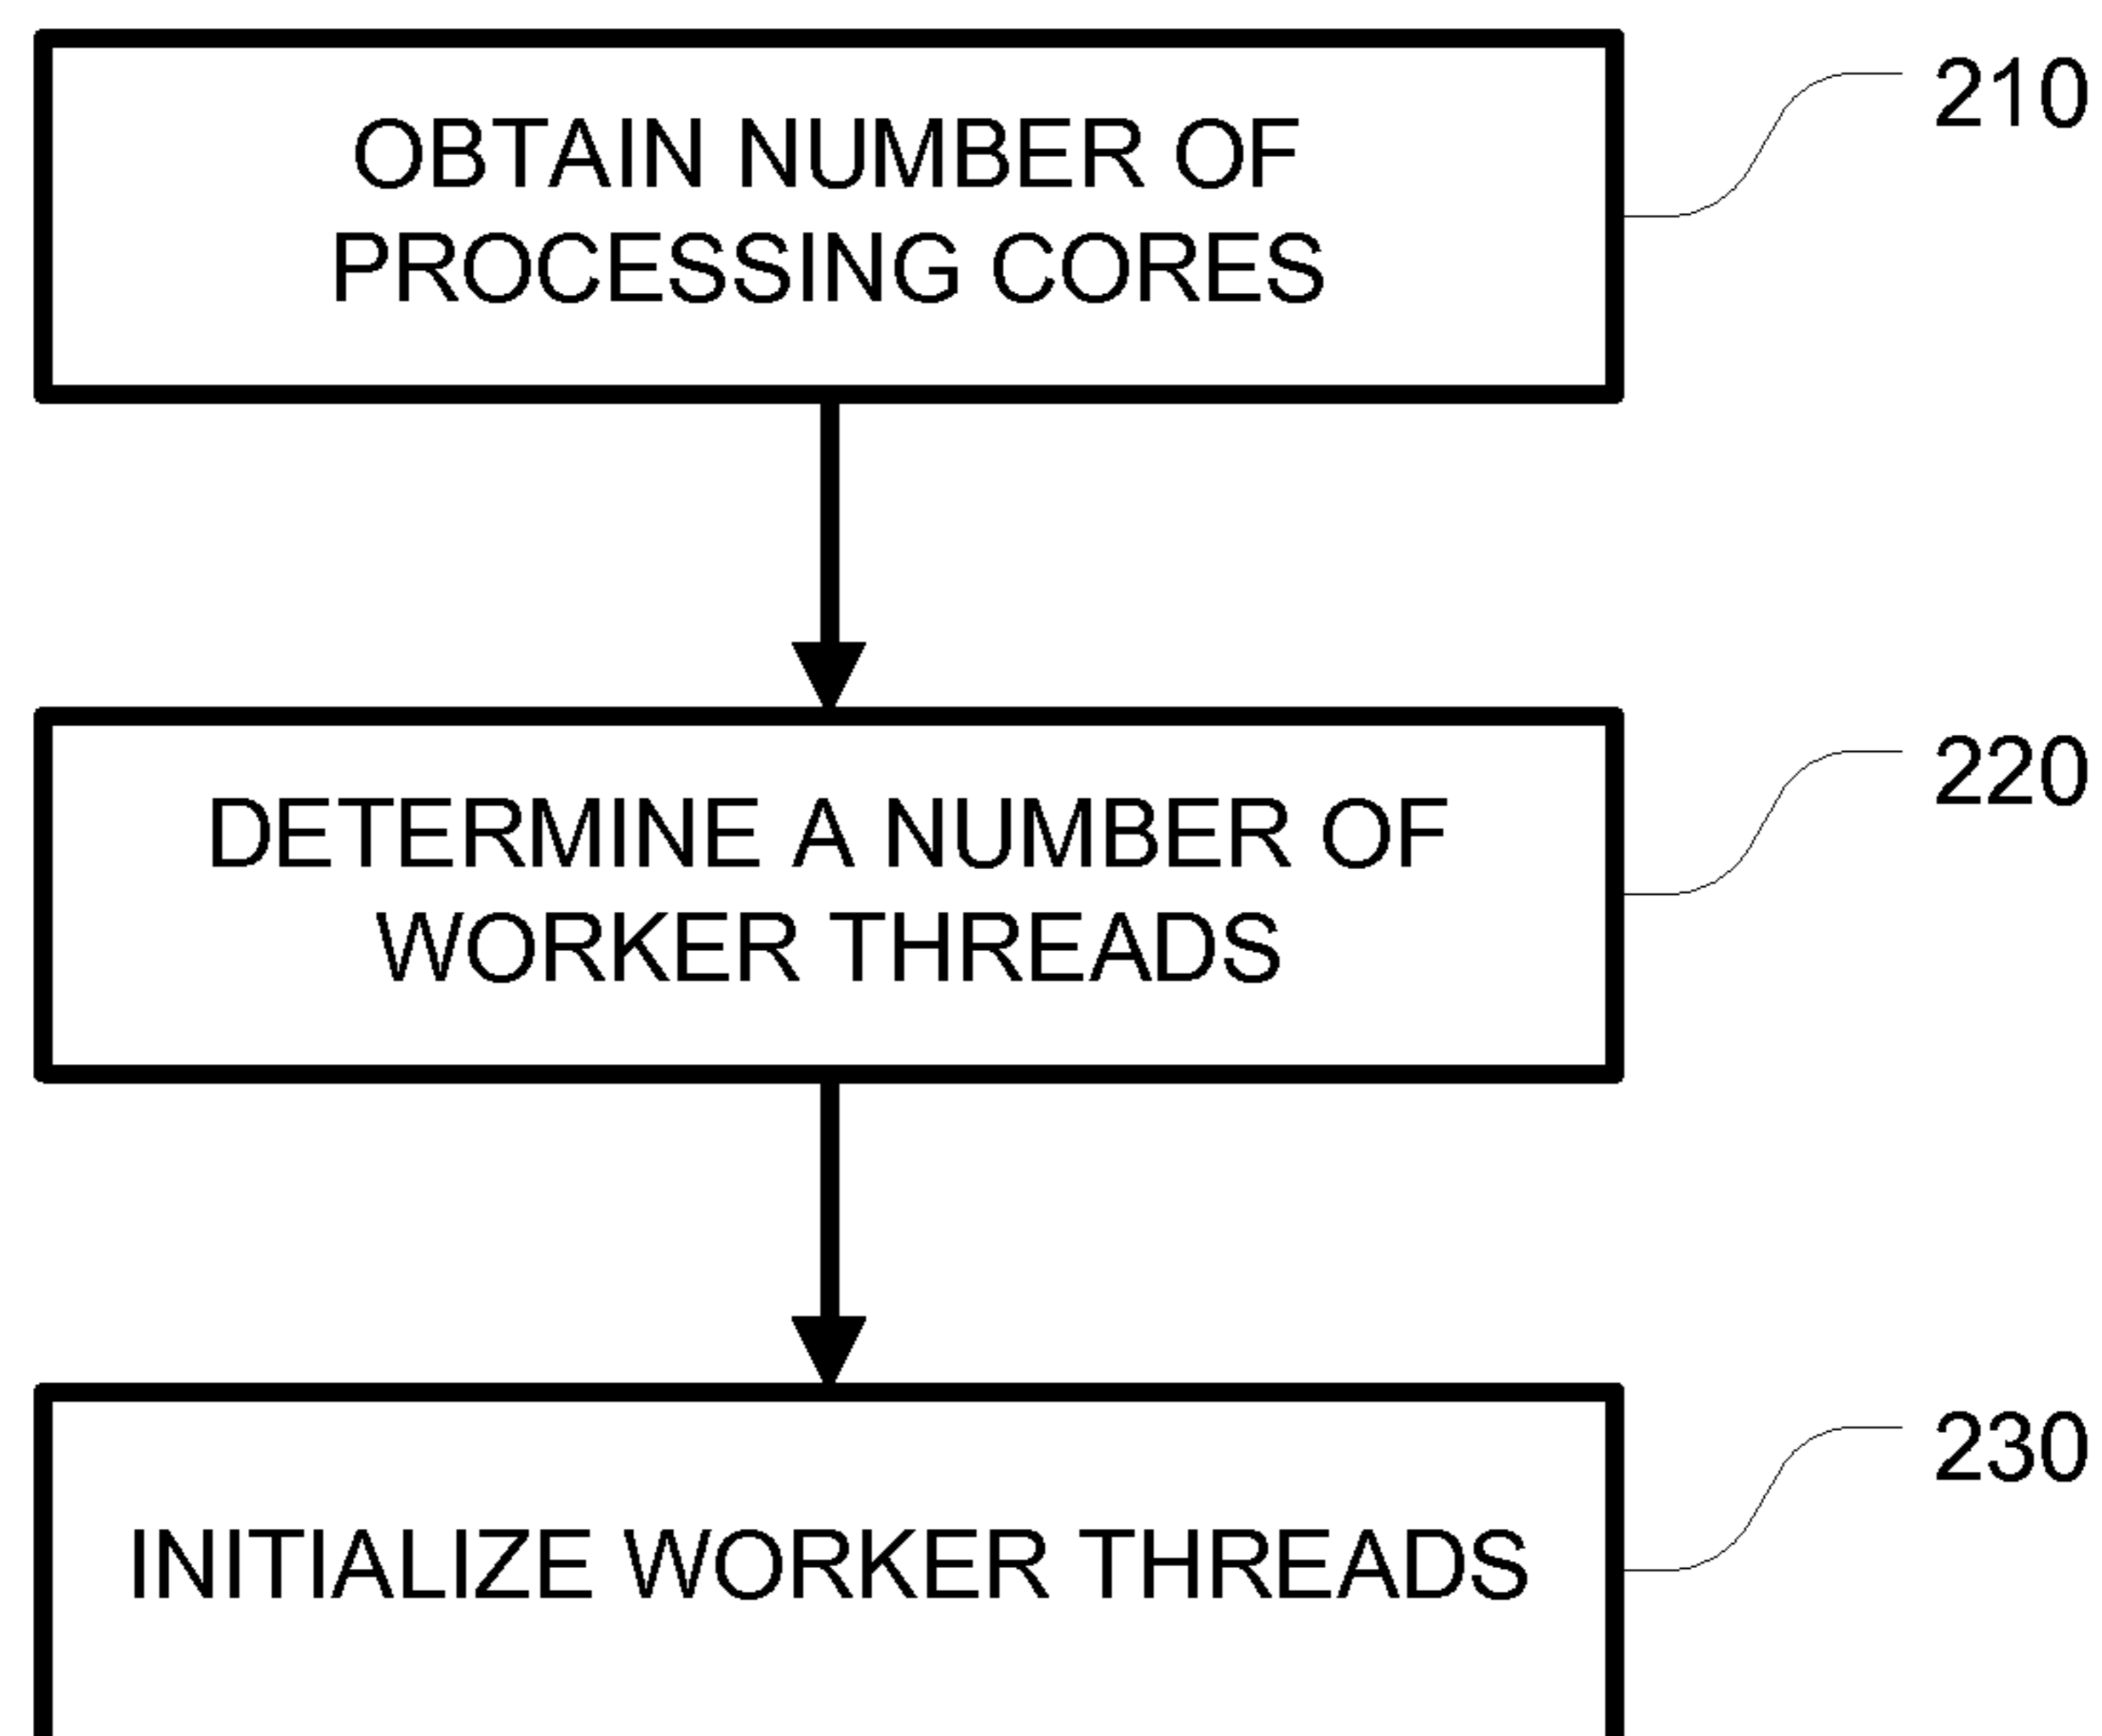 210
OBTAIN NUMBER OF
PROCESSING CORES
220
DETERMINE A NUMBER OF
WORKER THREADS
230
INITIALIZE WORKER THREADS